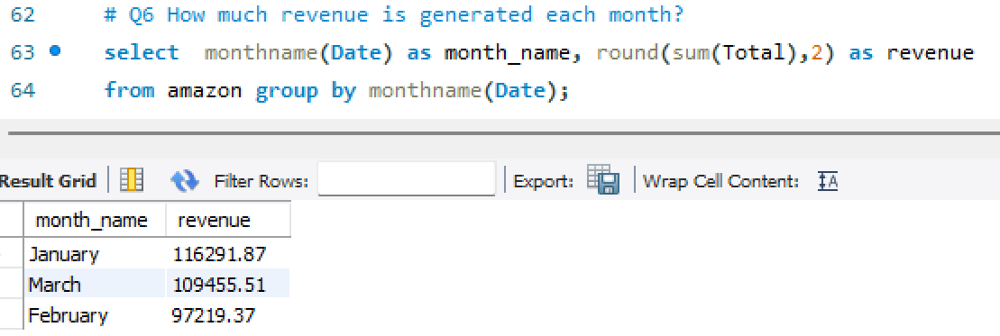 62 # Q6 How much revenue is generated each month?
63 select monthname(Date) as month_name, round(sum(Total),2) as revenue
64 from amazon group by monthname(Date);
Result Grid Filter Rows: Export: Wrap Cell Content: IA
month_name revenue
January 116291.87
March 109455.51
February 97219.37